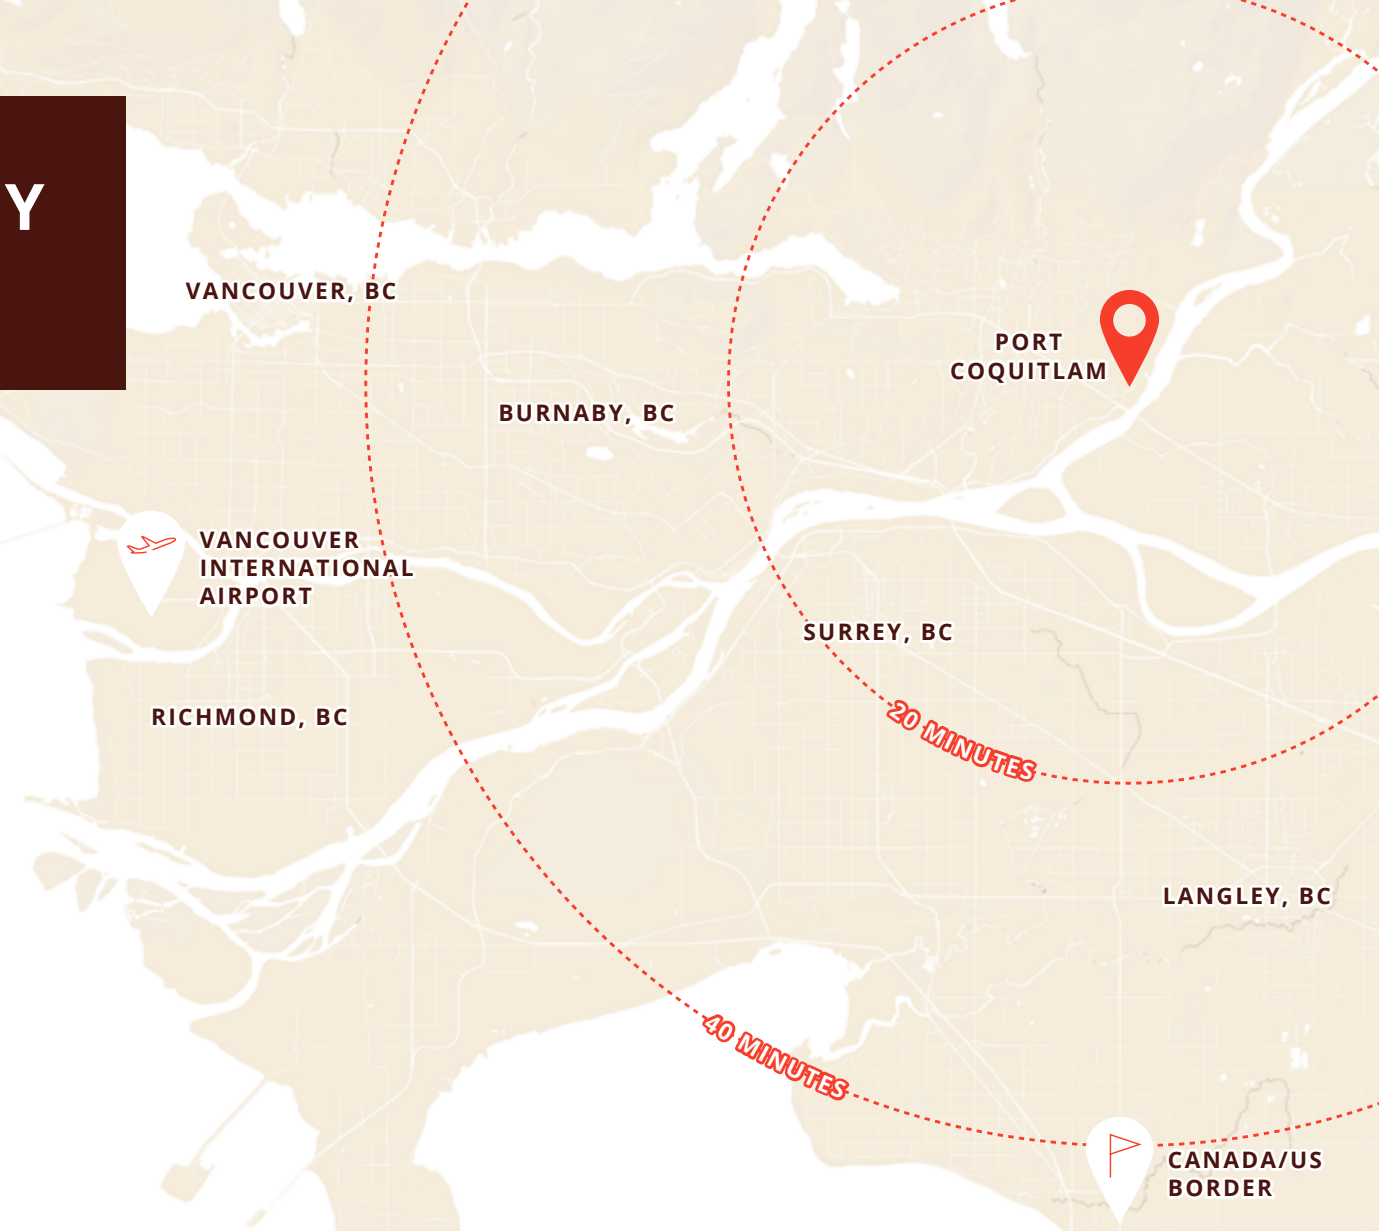 Y
VANCOUVER, BC
PORT
COQUITLAM
BURNABY, BC
VANCOUVER
INTERNATIONAL
AIRPORT
SURREY, BC
RICHMOND, BC
20 MINUTES
LANGLEY, BC
40 MINUTES
CANADA/US
BORDER